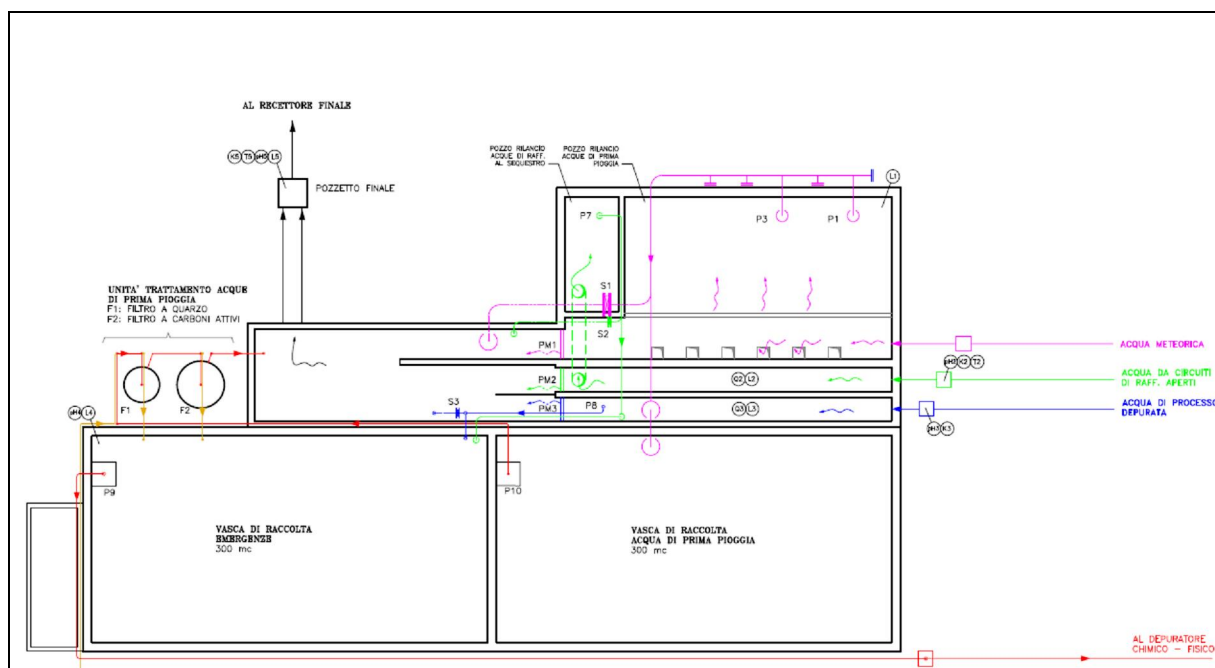 AL RECETTORE FINALE
K5 T5 pH5 L5
POZZETTO FINALE
POZZO RILANCIO
ACQUE DI RAFF.
AL SEQUESTRO
POZZO RILANCIO
ACQUE DI PRIMA
PIOGGIA
L1
P7
P3
P1
UNITA' TRATTAMENTO ACQUE
DI PRIMA PIOGGIA
F1: FILTRO A QUARZO
F2: FILTRO A CARBONI ATTIVI
S1
S2
PM1
ACQUA METEORICA
PM2
Q2 L2
pH2 K2 T2
ACQUA DA CIRCUITI
DI RAFF. APERTI
F1
F2
S3
PM3
P8
Q3 L3
pH3 K3
ACQUA DI PROCESSO
DEPURATA
pH4 L4
P9
P10
VASCA DI RACCOLTA
EMERGENZE
300 mc
VASCA DI RACCOLTA
ACQUA DI PRIMA PIOGGIA
300 mc
AL DEPURATORE
CHIMICO - FISICO